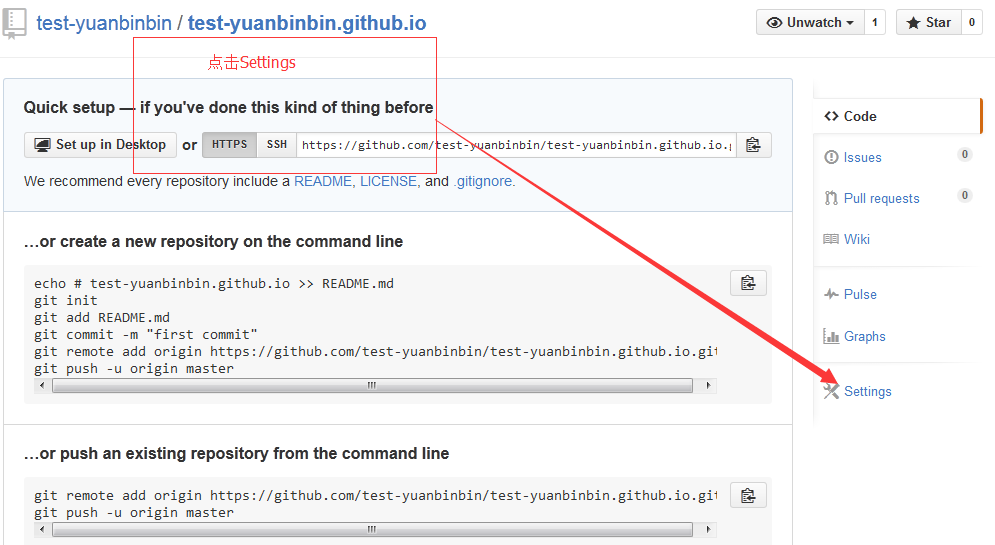 test-yuanbinbin / test-yuanbinbin.github.io
Unwatch 1
Star 0
点击Settings
Quick setup — if you've done this kind of thing before
Set up in Desktop or HTTPS SSH https://github.com/test-yuanbinbin/test-yuanbinbin.github.io.g
We recommend every repository include a README, LICENSE, and .gitignore.
…or create a new repository on the command line
echo # test-yuanbinbin.github.io >> README.md
git init
git add README.md
git commit -m "first commit"
git remote add origin https://github.com/test-yuanbinbin/test-yuanbinbin.github.io.git
git push -u origin master
…or push an existing repository from the command line
git remote add origin https://github.com/test-yuanbinbin/test-yuanbinbin.github.io.git
git push -u origin master
Code
Issues 0
Pull requests 0
Wiki
Pulse
Graphs
Settings